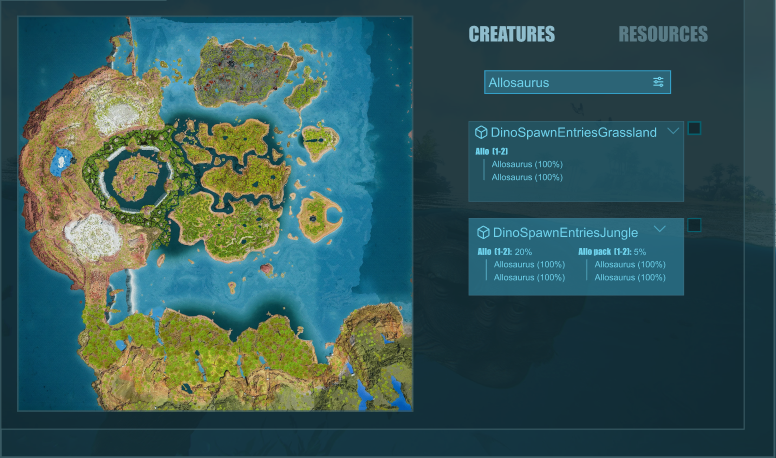 CREATURES RESOURCES
Allosaurus
DinoSpawnEntriesGrassland
Allo (1-2)
Allosaurus (100%)
Allosaurus (100%)
DinoSpawnEntriesJungle
Allo (1-2): 20% Allo pack (1-2): 5%
Allosaurus (100%) Allosaurus (100%)
Allosaurus (100%) Allosaurus (100%)